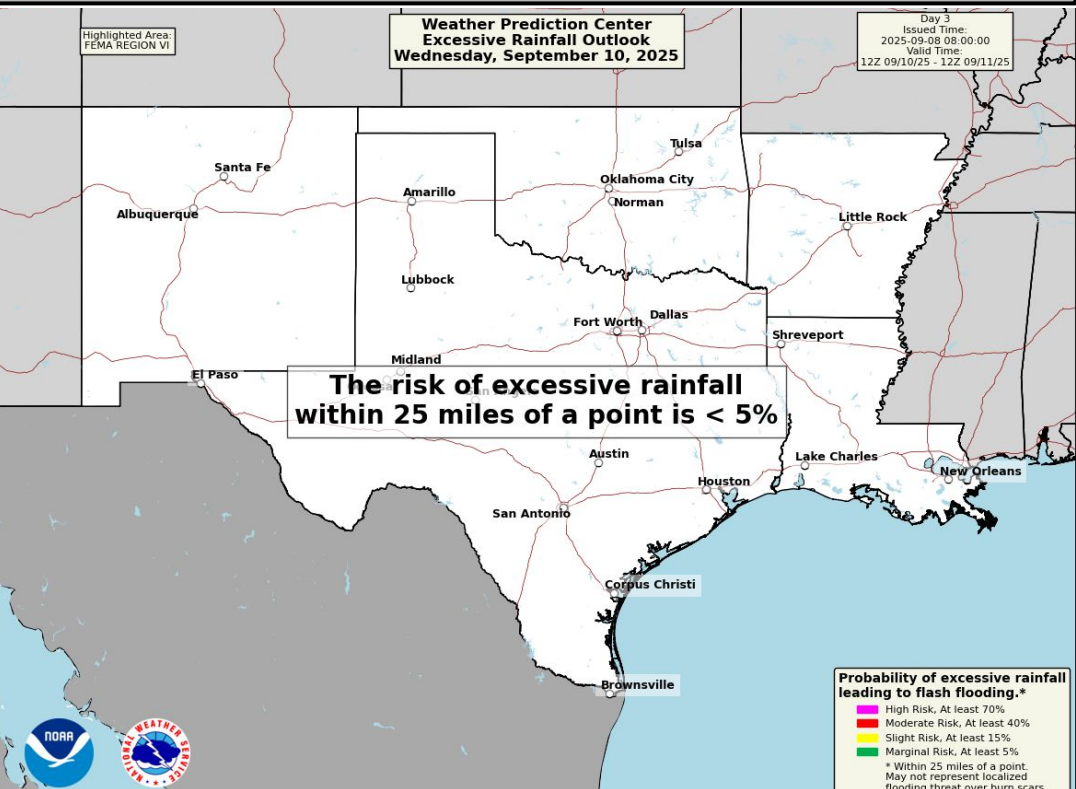 Highlighted Area:
FEMA REGION VI
Weather Prediction Center
Excessive Rainfall Outlook
Wednesday, September 10, 2025
Day 3
Issued Time:
2025-09-08 08:00:00
Valid Time:
12Z 09/10/25 - 12Z 09/11/25
Tulsa
Santa Fe
Oklahoma City
Amarillo
Norman
Albuquerque
Little Rock
Lubbock
Dallas
Fort Worth
Shreveport
Midland
El Paso
The risk of excessive rainfall
within 25 miles of a point is < 5%
Austin
Lake Charles
New Orleans
Houston
San Antonio
Corpus Christi
Brownsville
Probability of excessive rainfall
leading to flash flooding.*
High Risk, At least 70%
Moderate Risk, At least 40%
Slight Risk, At least 15%
Marginal Risk, At least 5%
* Within 25 miles of a point.
May not represent localized
flooding threat over burn scars
NOAA
NATIONAL WEATHER SERVICE